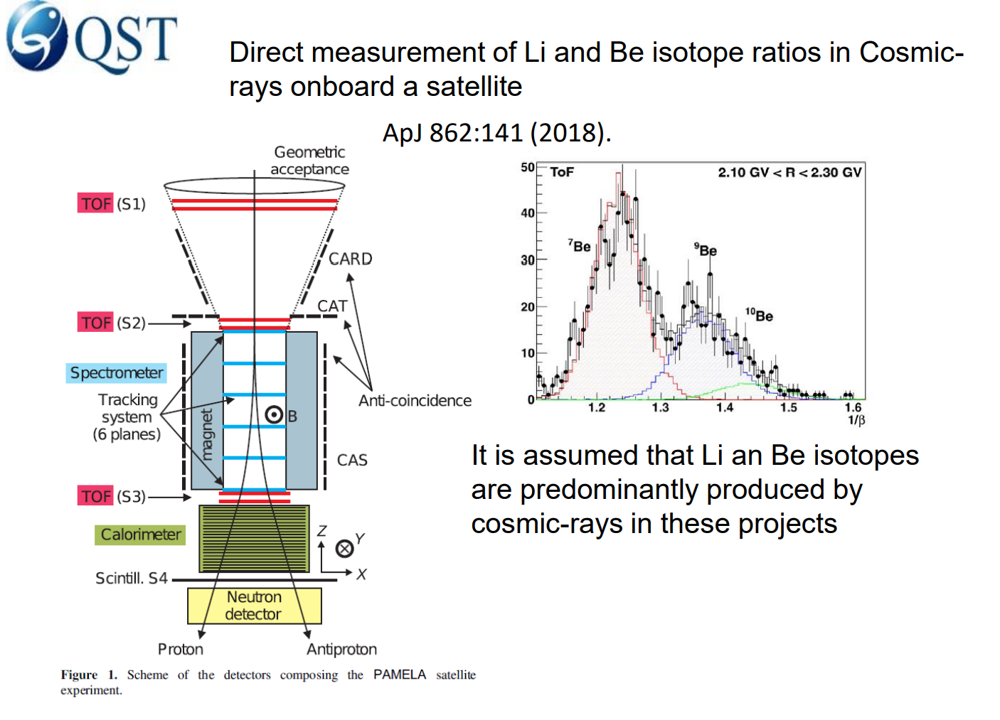 QST
Direct measurement of Li and Be isotope ratios in Cosmic-
rays onboard a satellite
ApJ 862:141 (2018).
Geometric
acceptance
TOF (S1)
CARD
CAT
TOF (S2)
Spectrometer
Tracking
system
(6 planes)
magnet
B
Anti-coincidence
CAS
TOF (S3)
Calorimeter
Z
Y
X
Scintill. S4
Neutron
detector
Proton
Antiproton
Figure 1. Scheme of the detectors composing the PAMELA satellite
experiment.
ToF
2.10 GV < R < 2.30 GV
50
40
30
20
10
0
7Be
9Be
10Be
1.2
1.3
1.4
1.5
1.6
1/β
It is assumed that Li an Be isotopes
are predominantly produced by
cosmic-rays in these projects